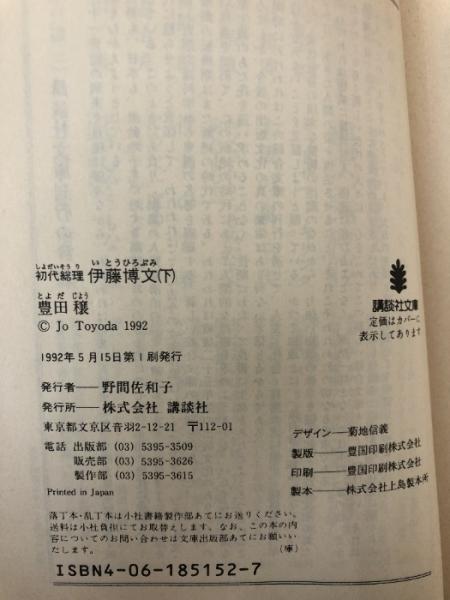 しよだいそうり いとうひろぶみ
初代総理 伊藤博文(下)
とよだ じよう
豊田 穣
© Jo Toyoda 1992
1992年5月15日第1刷発行
発行者——野間佐和子
発行所——株式会社 講談社
東京都文京区音羽2-12-21 〒112-01
電話 出版部 (03) 5395-3509
販売部 (03) 5395-3626
製作部 (03) 5395-3615
Printed in Japan
講談社文庫
定価はカバーに
表示してあります
デザイン——菊地信義
製版——豊国印刷株式会社
印刷——豊国印刷株式会社
製本——株式会社上島製本所
落丁本・乱丁本は小社書籍製作部あてにお送りください。
送料は小社負担にてお取替えします。なお、この本の内
容についてのお問い合わせは文庫出版部あてにお願いい
たします。
(庫)
ISBN4-06-185152-7